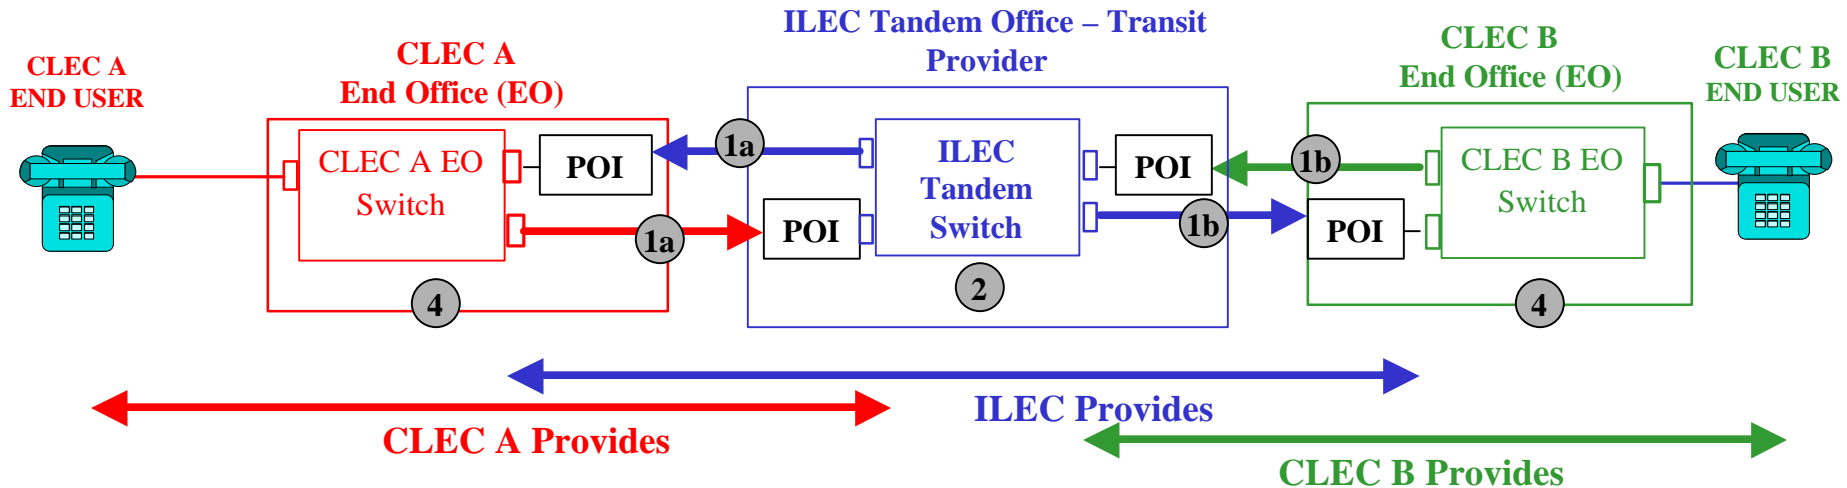 ILEC Tandem Office – Transit
Provider
CLEC A
END USER
CLEC A
End Office (EO)
CLEC B
End Office (EO)
CLEC B
END USER
CLEC A EO
Switch
POI
1a
POI
1a
ILEC
Tandem
Switch
POI
1b
1b
POI
CLEC B EO
Switch
4
2
4
ILEC Provides
CLEC A Provides
CLEC B Provides